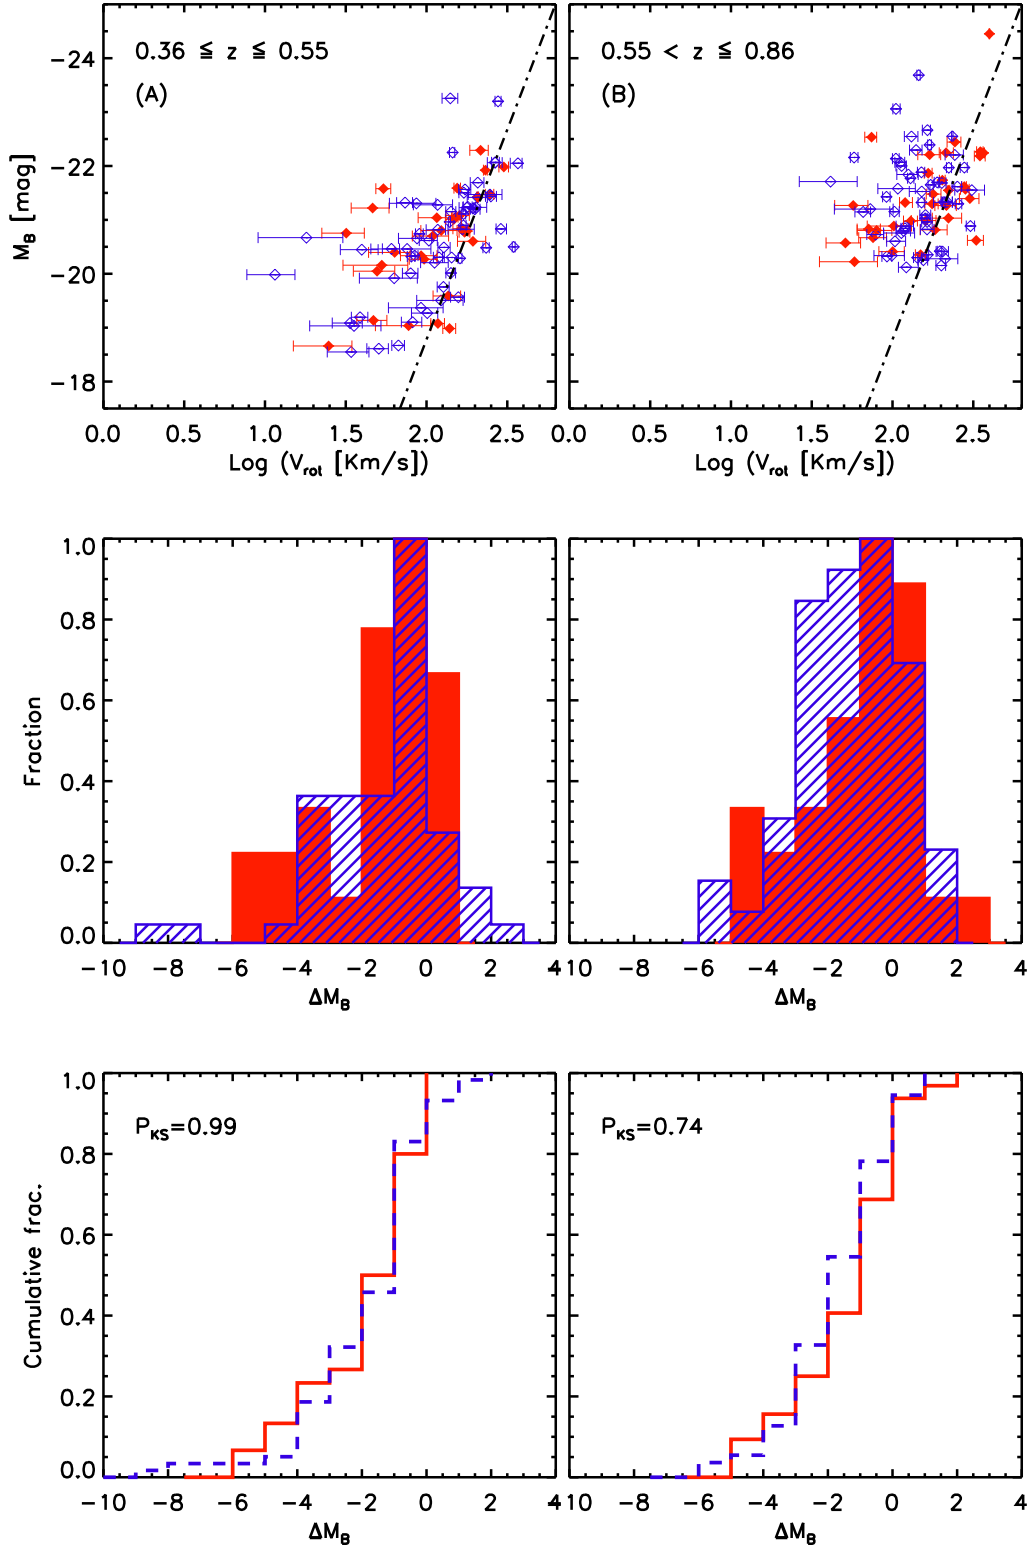 0.36 ≦ z ≦ 0.55
(A)
0.55 < z ≦ 0.86
(B)
M_B [mag]
-24
-22
-20
-18
0.0 0.5 1.0 1.5 2.0 2.5
0.0 0.5 1.0 1.5 2.0 2.5
Log (V_rot [Km/s])
Log (V_rot [Km/s])
Fraction
1.0
0.8
0.6
0.4
0.2
0.0
-10 -8 -6 -4 -2 0 2 4
-10 -8 -6 -4 -2 0 2 4
ΔM_B
ΔM_B
P_KS=0.99
P_KS=0.74
Cumulative frac.
1.0
0.8
0.6
0.4
0.2
0.0
-10 -8 -6 -4 -2 0 2 4
-10 -8 -6 -4 -2 0 2 4
ΔM_B
ΔM_B